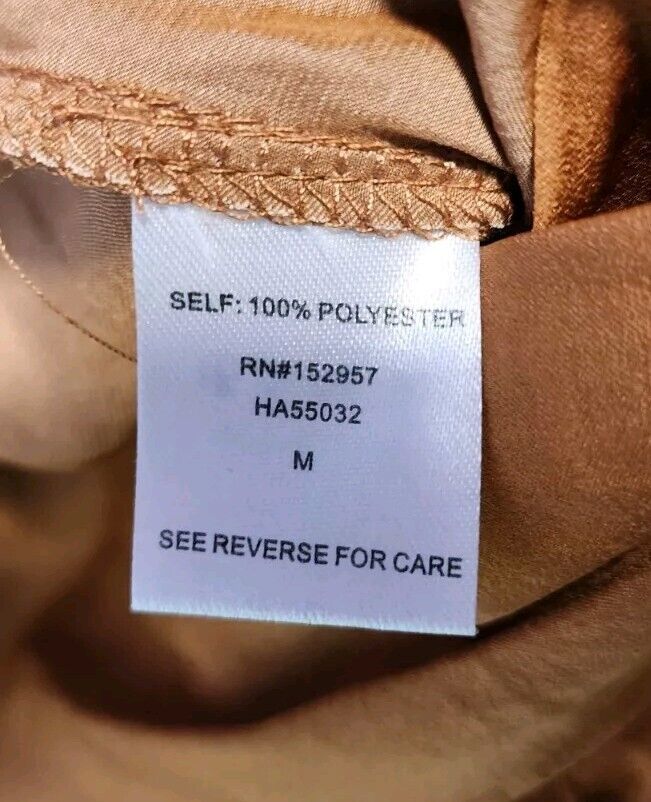 SELF: 100% POLYESTER
RN#152957
HA55032
M
SEE REVERSE FOR CARE